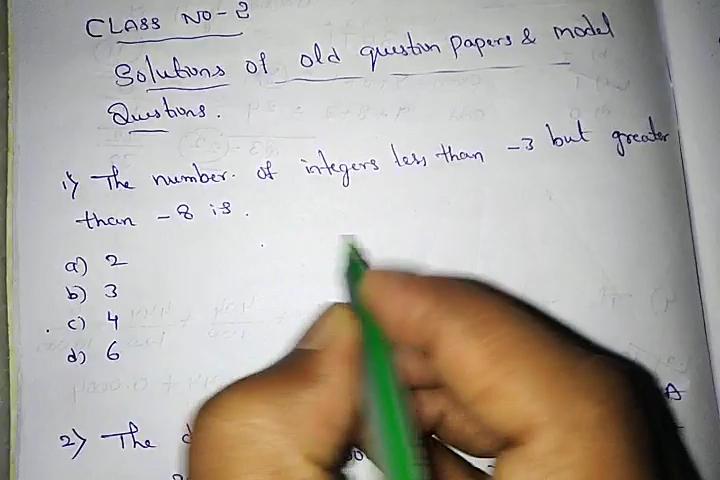 CLASS NO-2
Solutions of old question papers & model
Questions.
1) The number. of integers less than -3 but greater
than -8 is.
a) 2
b) 3
c) 4
d) 6
2) The